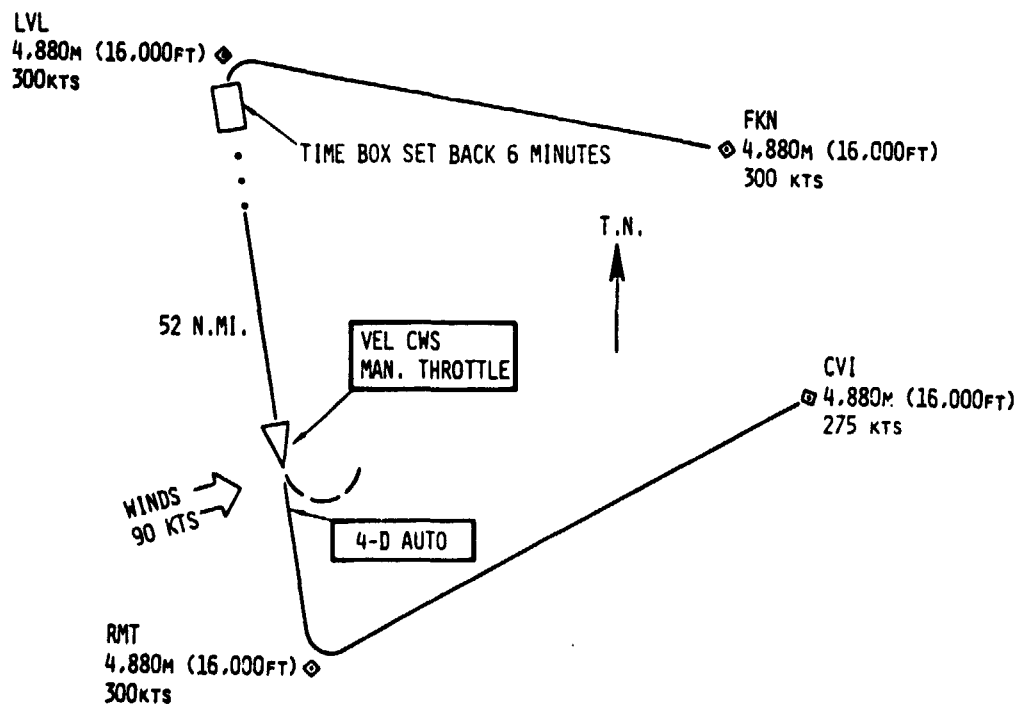 LVL
4,880M (16,000FT)
300KTS
TIME BOX SET BACK 6 MINUTES
FKN
4,880M (16,000FT)
300 KTS
T.N.
52 N.MI.
VEL CWS
MAN. THROTTLE
CVI
4,880M (16,000FT)
275 KTS
WINDS
90 KTS
4-D AUTO
RMT
4,880M (16,000FT)
300KTS